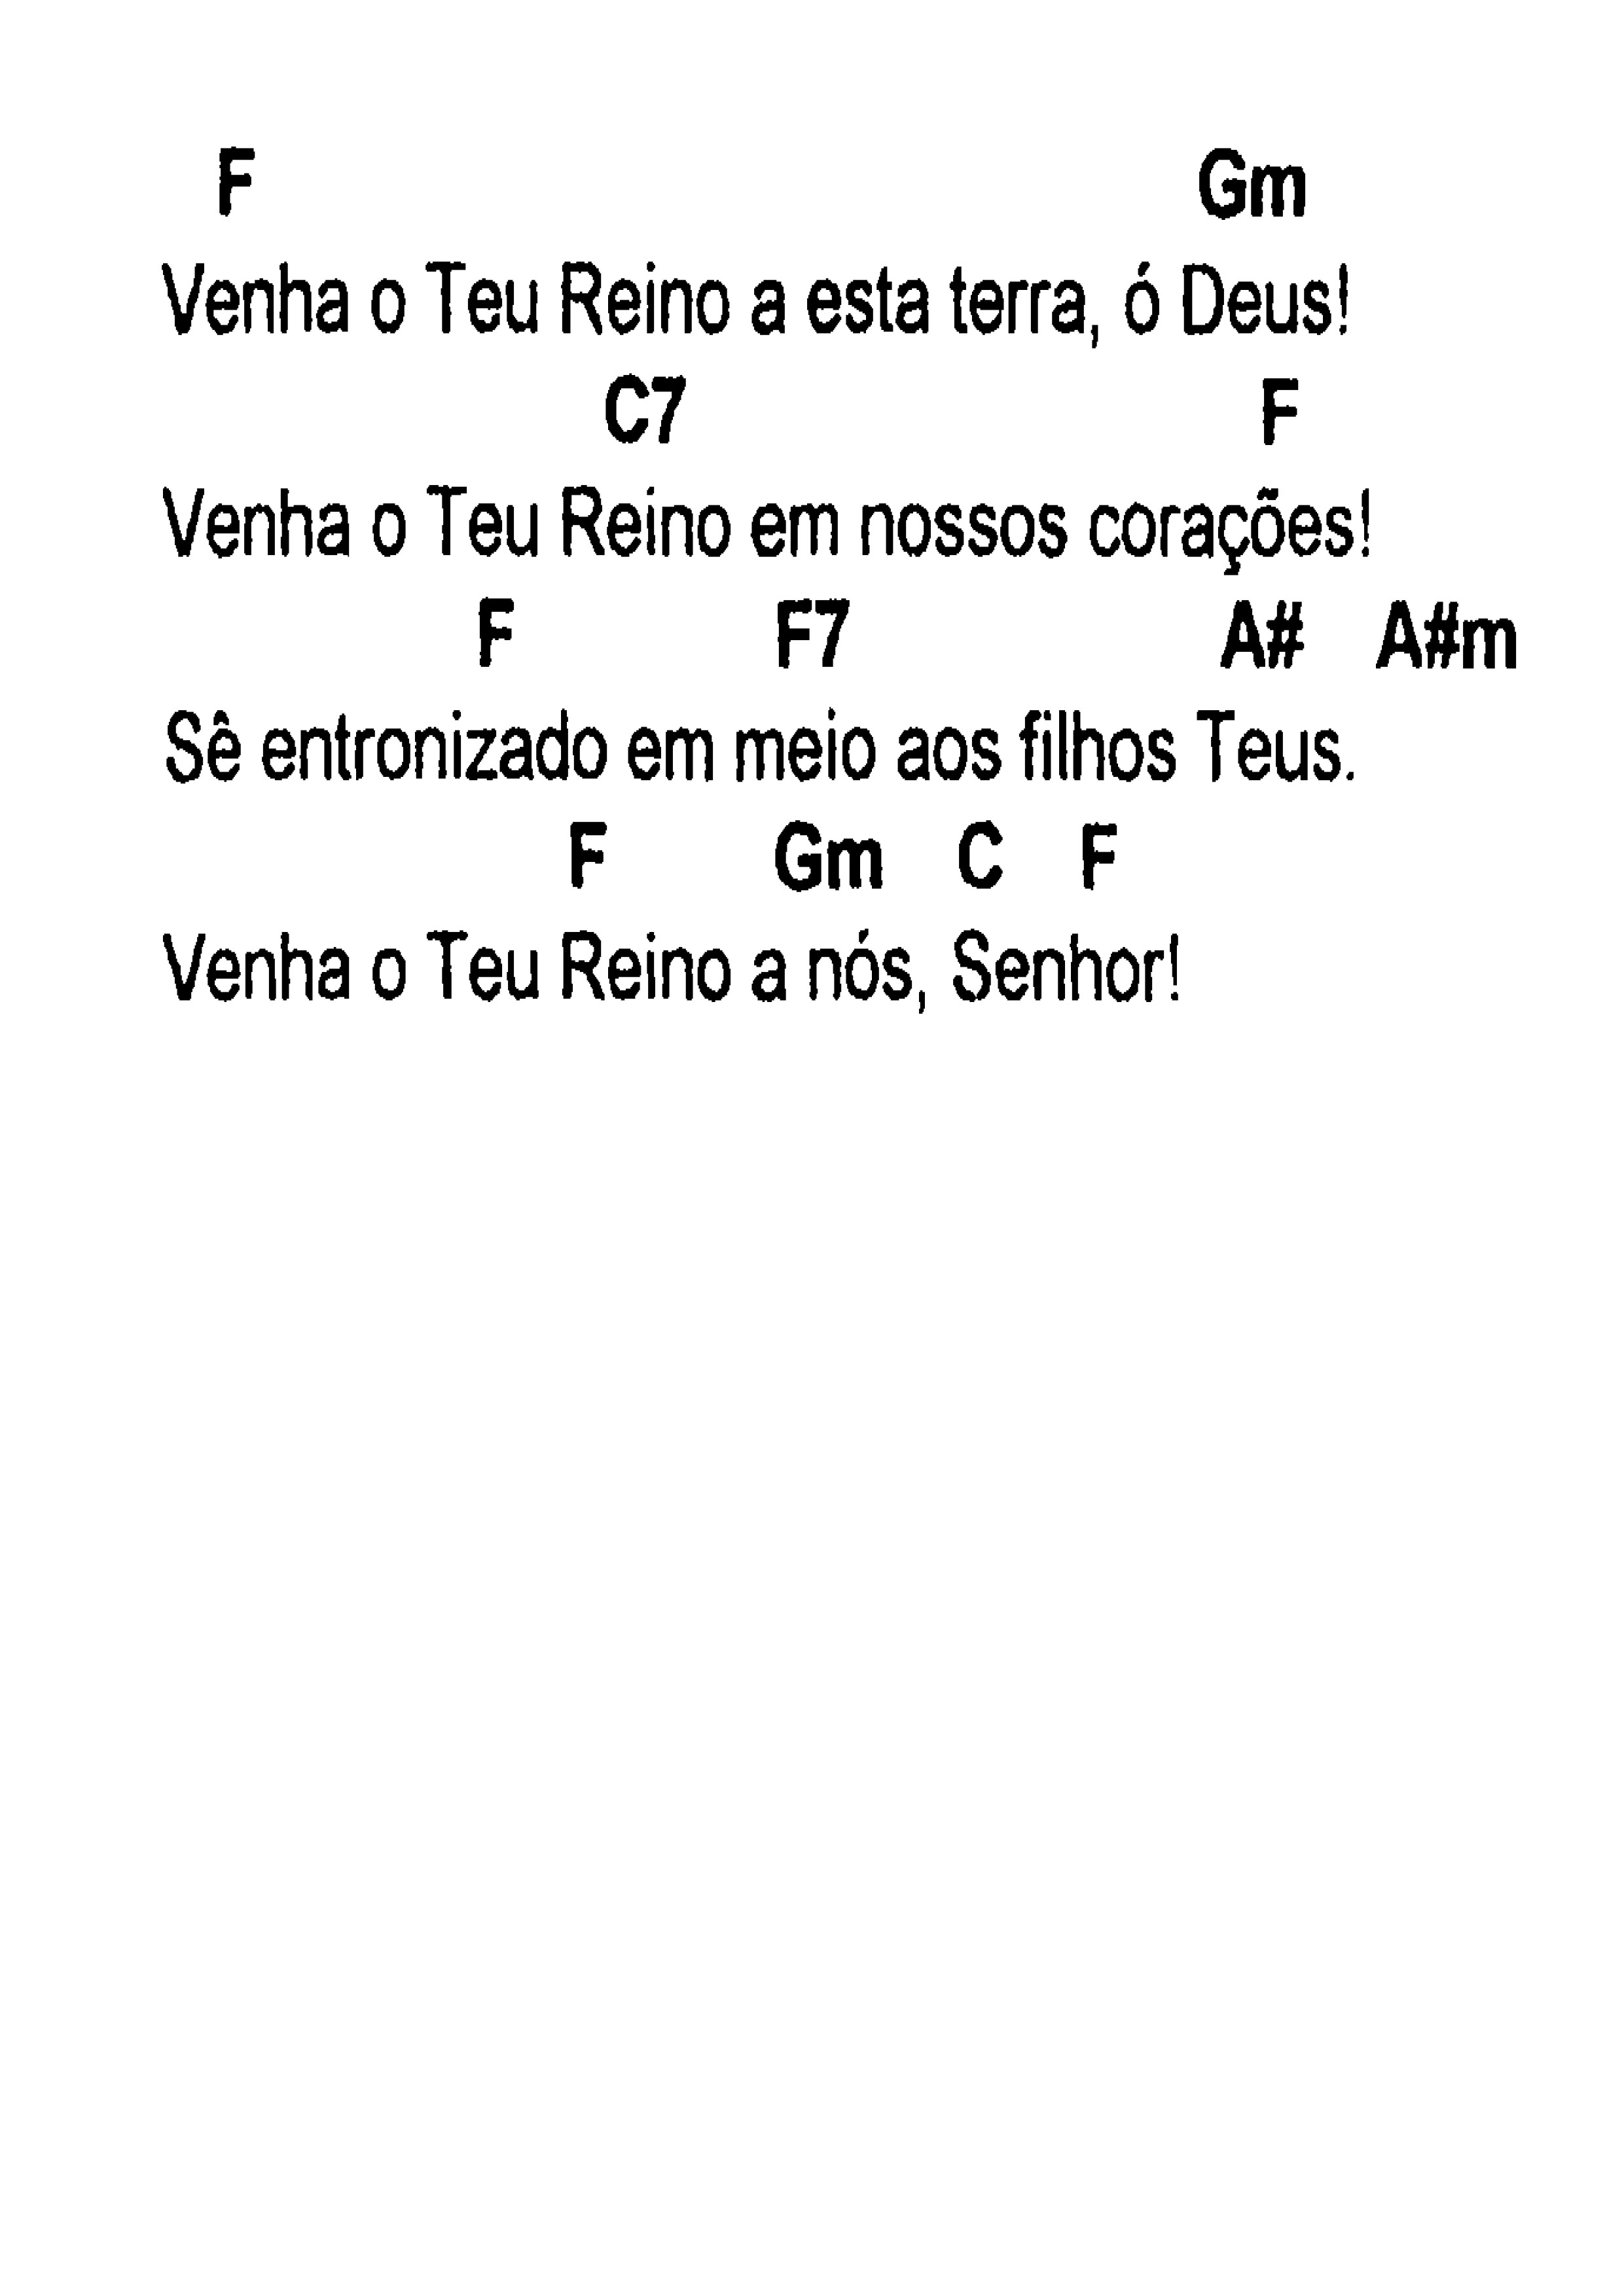 F Gm
Venha o Teu Reino a esta terra, ó Deus!
C7 F
Venha o Teu Reino em nossos corações!
F F7 A# A#m
Sê entronizado em meio aos filhos Teus.
F Gm C F
Venha o Teu Reino a nós, Senhor!